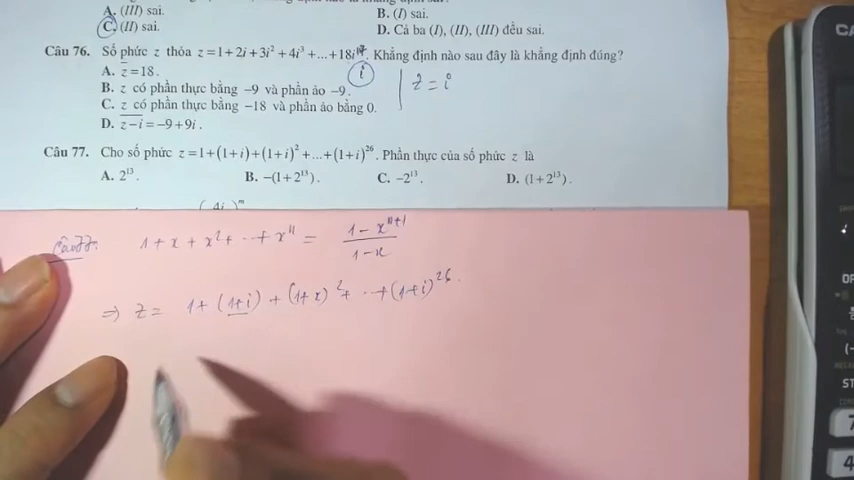 A. (III) sai. B. (I) sai.
C. (II) sai. D. Cả ba (I), (II), (III) đều sai.
Câu 76. Số phức z thỏa z = 1 + 2i + 3i² + 4i³ + ... + 18i¹⁷. Khẳng định nào sau đây là khẳng định đúng?
A. z̅ = 18.
i
z = i
B. z có phần thực bằng −9 và phần ảo −9.
C. z có phần thực bằng −18 và phần ảo bằng 0.
D. z̅ ̅−̅ ̅i̅ = −9 + 9i.
Câu 77. Cho số phức z = 1 + (1+i) + (1+i)² + ... + (1+i)²⁶. Phần thực của số phức z là
A. 2¹³. B. −(1+2¹³). C. −2¹³. D. (1+2¹³).
Câu 77: 1 + x + x² + ... + xⁿ = (1 − xⁿ⁺¹)/(1 − x)
⇒ z = 1 + (1+i) + (1+x)² + ... + (1+i)²⁶.
CA